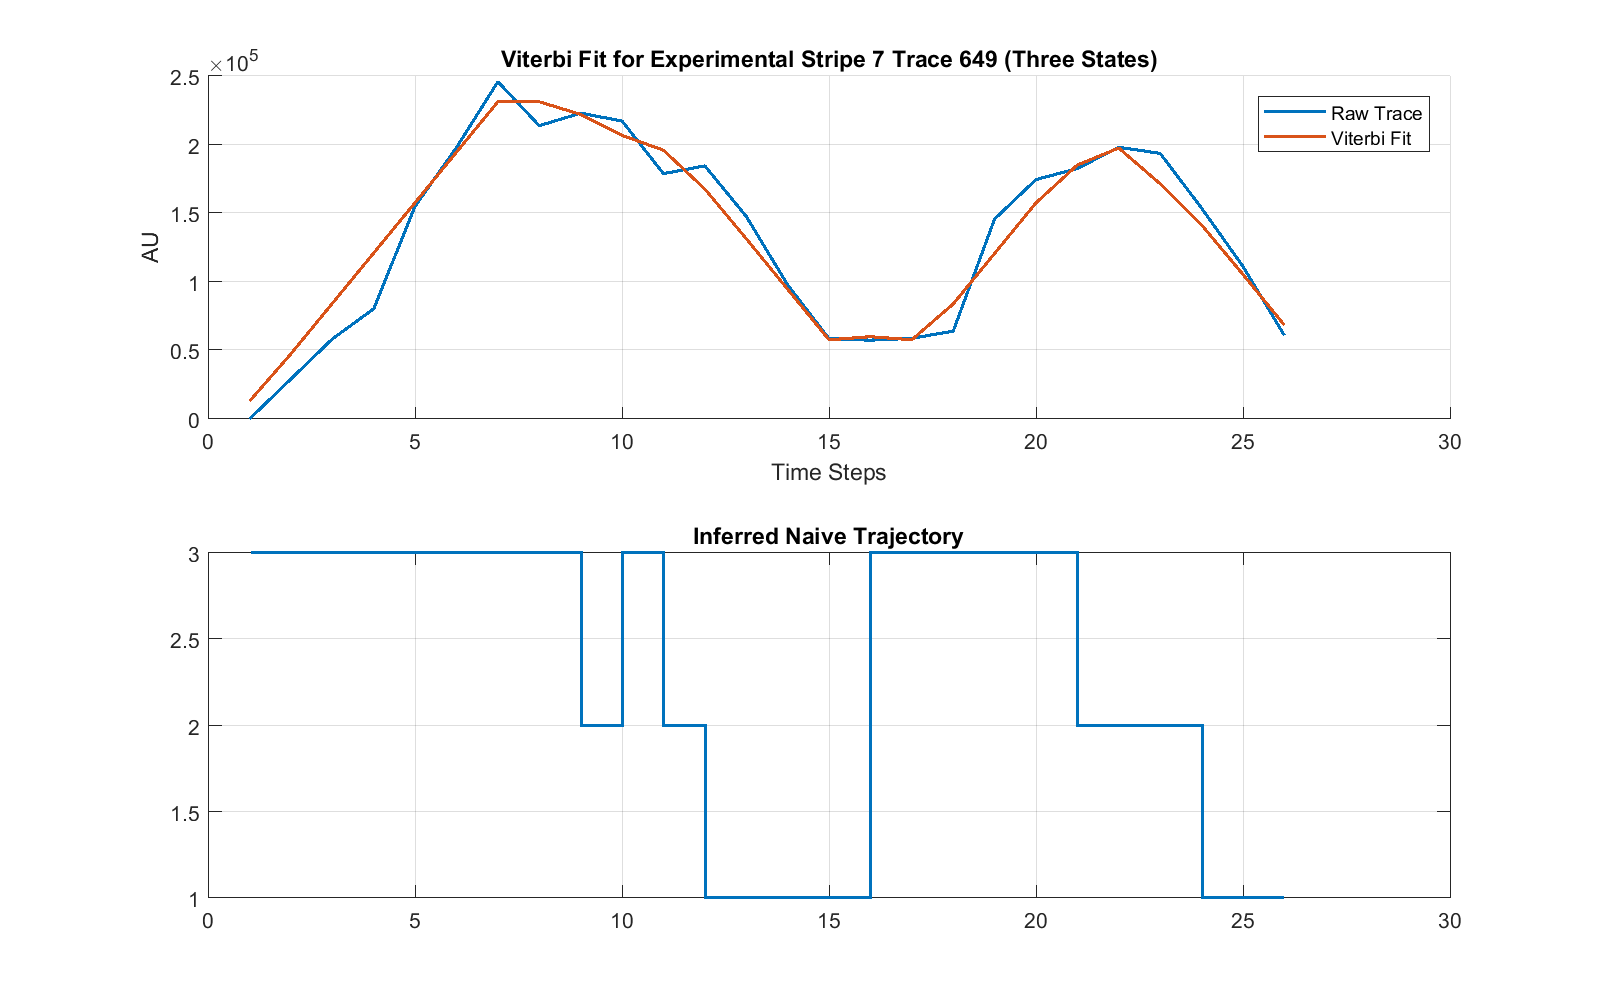 Viterbi Fit for Experimental Stripe 7 Trace 649 (Three States)
×10^5
2.5
2
1.5
1
0.5
0
AU
Raw Trace
Viterbi Fit
0 5 10 15 20 25 30
Time Steps
Inferred Naive Trajectory
3
2.5
2
1.5
1
0 5 10 15 20 25 30